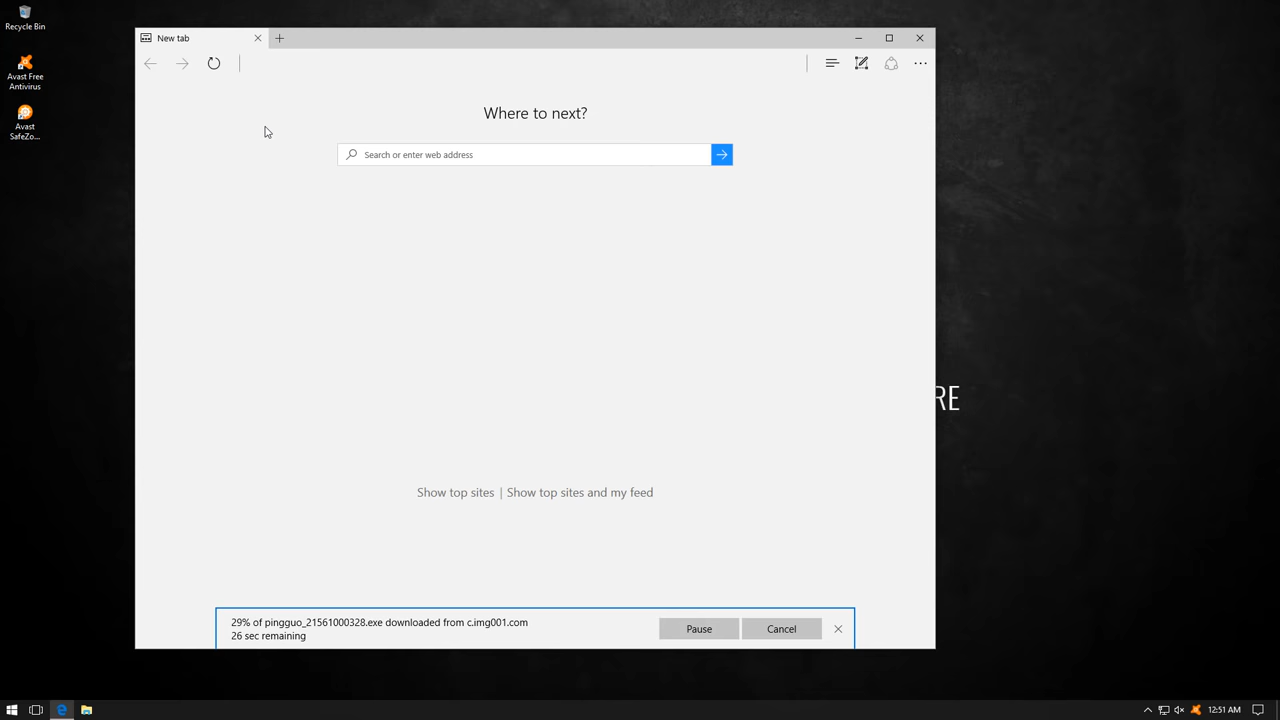 Recycle Bin
Avast Free
Antivirus
Avast
SafeZo...
New tab
Where to next?
Search or enter web address
RE
Show top sites | Show top sites and my feed
29% of pingguo_21561000328.exe downloaded from c.img001.com
26 sec remaining
Pause
Cancel
12:51 AM